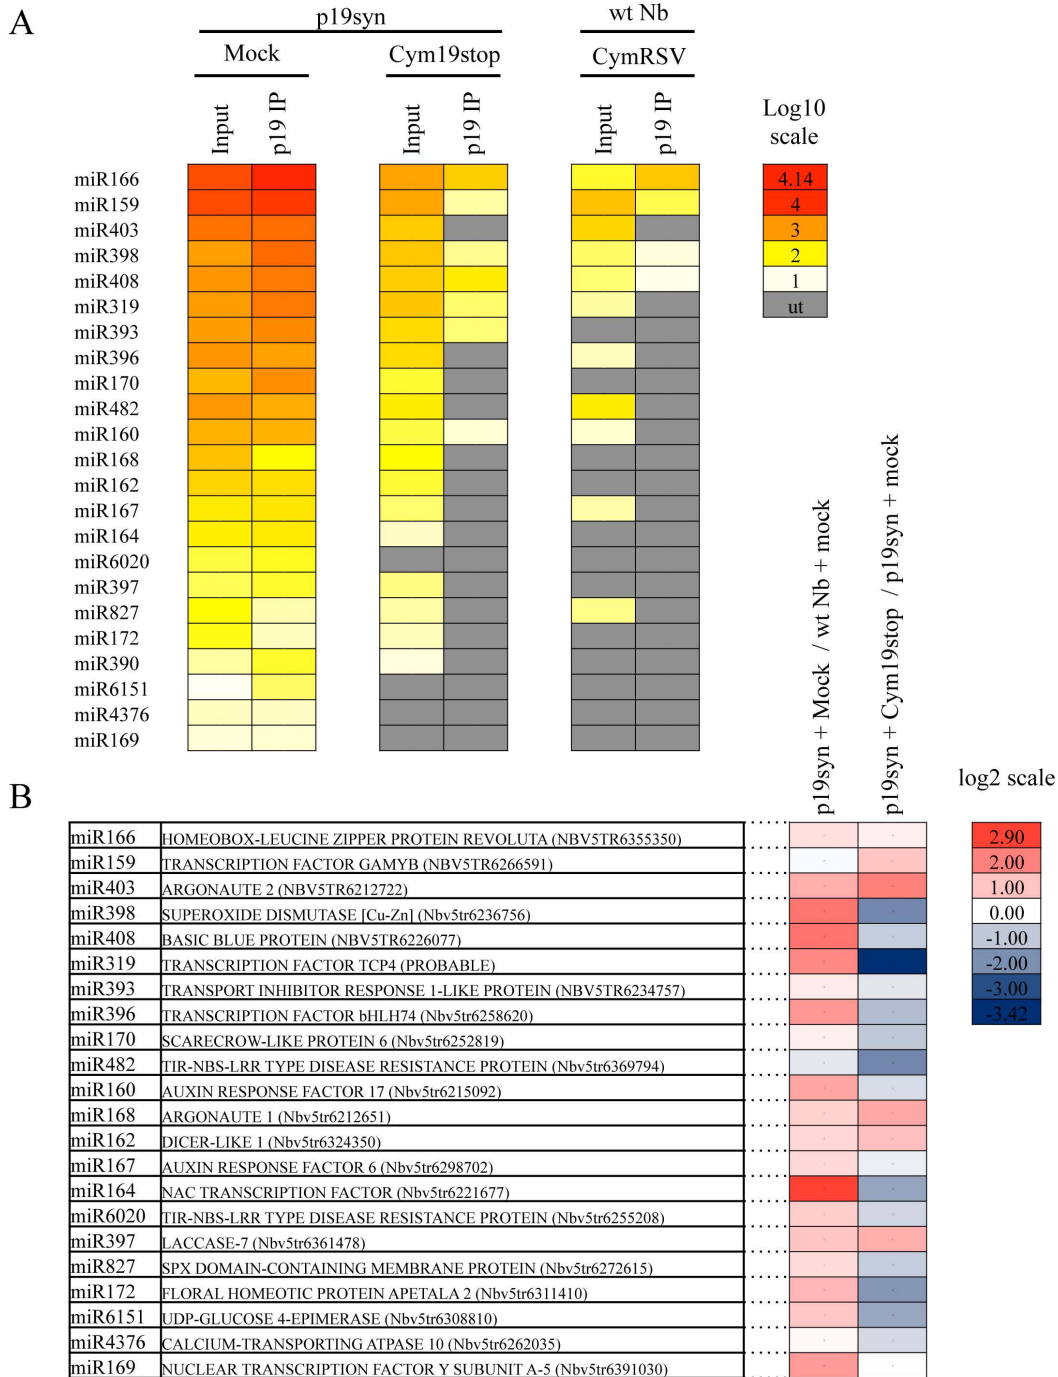 A
p19syn
wt Nb
Mock
Cym19stop
CymRSV
Input
p19 IP
Input
p19 IP
Input
p19 IP
Log10
scale
4.14
4
3
2
1
ut
miR166
miR159
miR403
miR398
miR408
miR319
miR393
miR396
miR170
miR482
miR160
miR168
miR162
miR167
miR164
miR6020
miR397
miR827
miR172
miR390
miR6151
miR4376
miR169
B
p19syn + Mock / wt Nb + mock
p19syn + Cym19stop / p19syn + mock
log2 scale
2.90
2.00
1.00
0.00
-1.00
-2.00
-3.00
-3.42
miR166 HOMEOBOX-LEUCINE ZIPPER PROTEIN REVOLUTA (NBV5TR6355350)
miR159 TRANSCRIPTION FACTOR GAMYB (NBV5TR6266591)
miR403 ARGONAUTE 2 (NBV5TR6212722)
miR398 SUPEROXIDE DISMUTASE [Cu-Zn] (Nbv5tr6236756)
miR408 BASIC BLUE PROTEIN (NBV5TR6226077)
miR319 TRANSCRIPTION FACTOR TCP4 (PROBABLE)
miR393 TRANSPORT INHIBITOR RESPONSE 1-LIKE PROTEIN (NBV5TR6234757)
miR396 TRANSCRIPTION FACTOR bHLH74 (Nbv5tr6258620)
miR170 SCARECROW-LIKE PROTEIN 6 (Nbv5tr6252819)
miR482 TIR-NBS-LRR TYPE DISEASE RESISTANCE PROTEIN (Nbv5tr6369794)
miR160 AUXIN RESPONSE FACTOR 17 (Nbv5tr6215092)
miR168 ARGONAUTE 1 (Nbv5tr6212651)
miR162 DICER-LIKE 1 (Nbv5tr6324350)
miR167 AUXIN RESPONSE FACTOR 6 (Nbv5tr6298702)
miR164 NAC TRANSCRIPTION FACTOR (Nbv5tr6221677)
miR6020 TIR-NBS-LRR TYPE DISEASE RESISTANCE PROTEIN (Nbv5tr6255208)
miR397 LACCASE-7 (Nbv5tr6361478)
miR827 SPX DOMAIN-CONTAINING MEMBRANE PROTEIN (Nbv5tr6272615)
miR172 FLORAL HOMEOTIC PROTEIN APETALA 2 (Nbv5tr6311410)
miR6151 UDP-GLUCOSE 4-EPIMERASE (Nbv5tr6308810)
miR4376 CALCIUM-TRANSPORTING ATPASE 10 (Nbv5tr6262035)
miR169 NUCLEAR TRANSCRIPTION FACTOR Y SUBUNIT A-5 (Nbv5tr6391030)